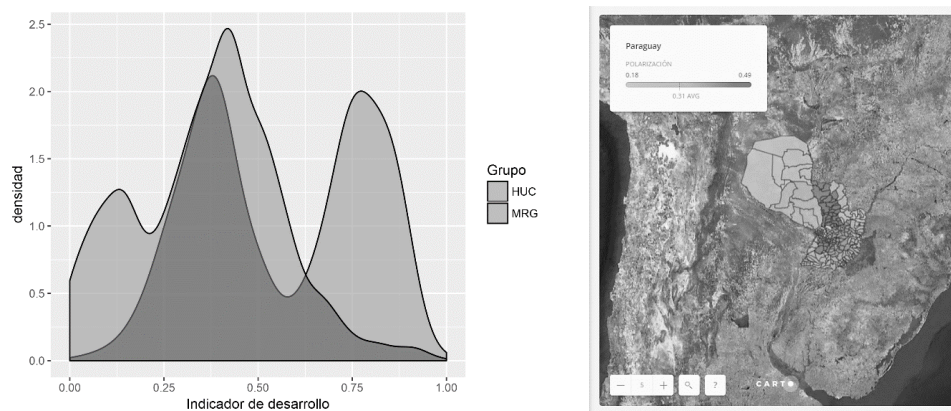 densidad
2.5
2.0
1.5
1.0
0.5
0.0
0.00 0.25 0.50 0.75 1.00
Indicador de desarrollo
Grupo
HUC
MRG
Paraguay
POLARIZACIÓN
0.18 0.49
0.31 AVG
5
?
CARTO